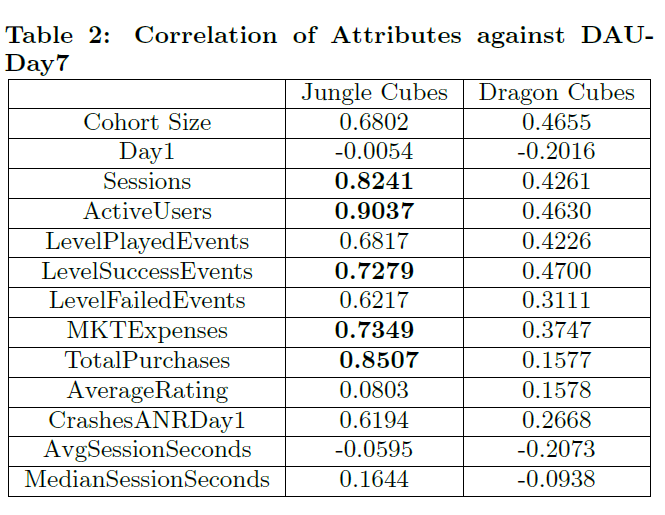 Table 2: Correlation of Attributes against DAU-
Day7
Jungle Cubes Dragon Cubes
Cohort Size 0.6802 0.4655
Day1 -0.0054 -0.2016
Sessions 0.8241 0.4261
ActiveUsers 0.9037 0.4630
LevelPlayedEvents 0.6817 0.4226
LevelSuccessEvents 0.7279 0.4700
LevelFailedEvents 0.6217 0.3111
MKTExpenses 0.7349 0.3747
TotalPurchases 0.8507 0.1577
AverageRating 0.0803 0.1578
CrashesANRDay1 0.6194 0.2668
AvgSessionSeconds -0.0595 -0.2073
MedianSessionSeconds 0.1644 -0.0938